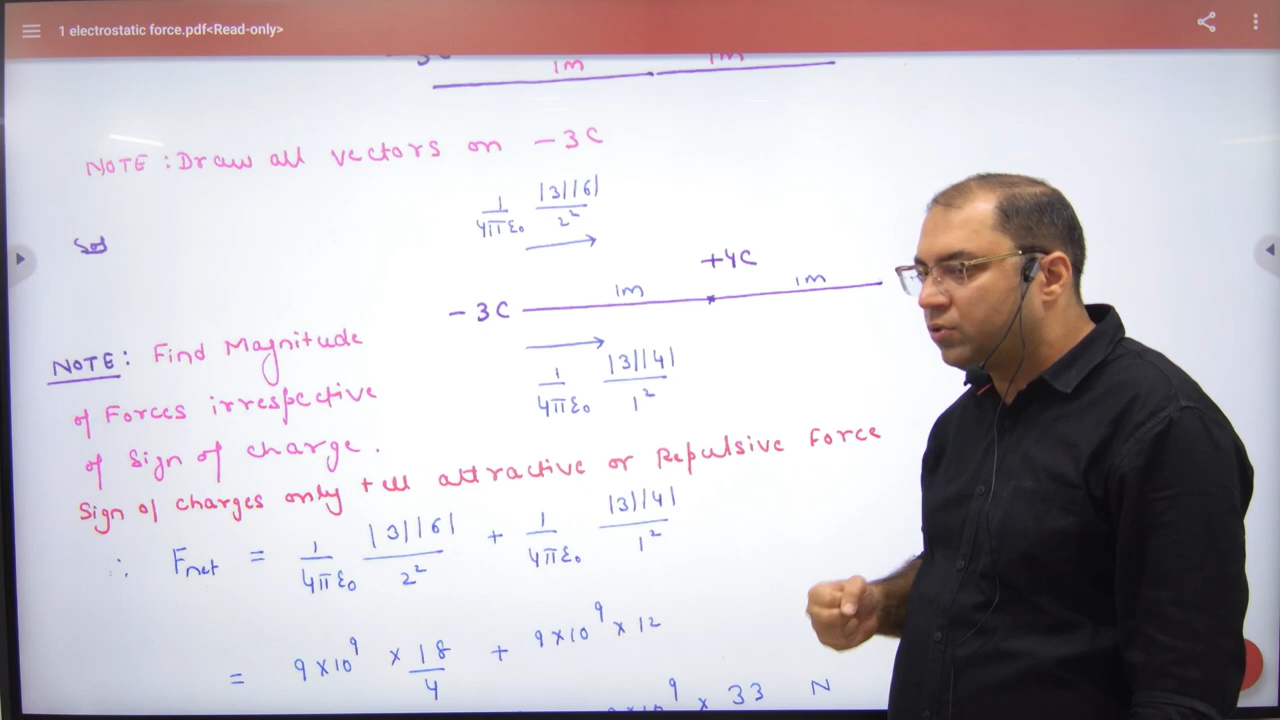 1 electrostatic force.pdf<Read-only>
1m 1m
NOTE : Draw all vectors on - 3C
1/4πε₀ |3||6|/2²
Sol
+4C
- 3C 1m 1m
NOTE: Find Magnitude
of Forces irrespective
of Sign of charge.
1/4πε₀ |3||4|/1²
Sign of charges only tell attractive or Repulsive Force
∴ Fnet = 1/4πε₀ |3||6|/2² + 1/4πε₀ |3||4|/1²
= 9×10⁹ × 18/4 + 9×10⁹ × 12
× 33 N